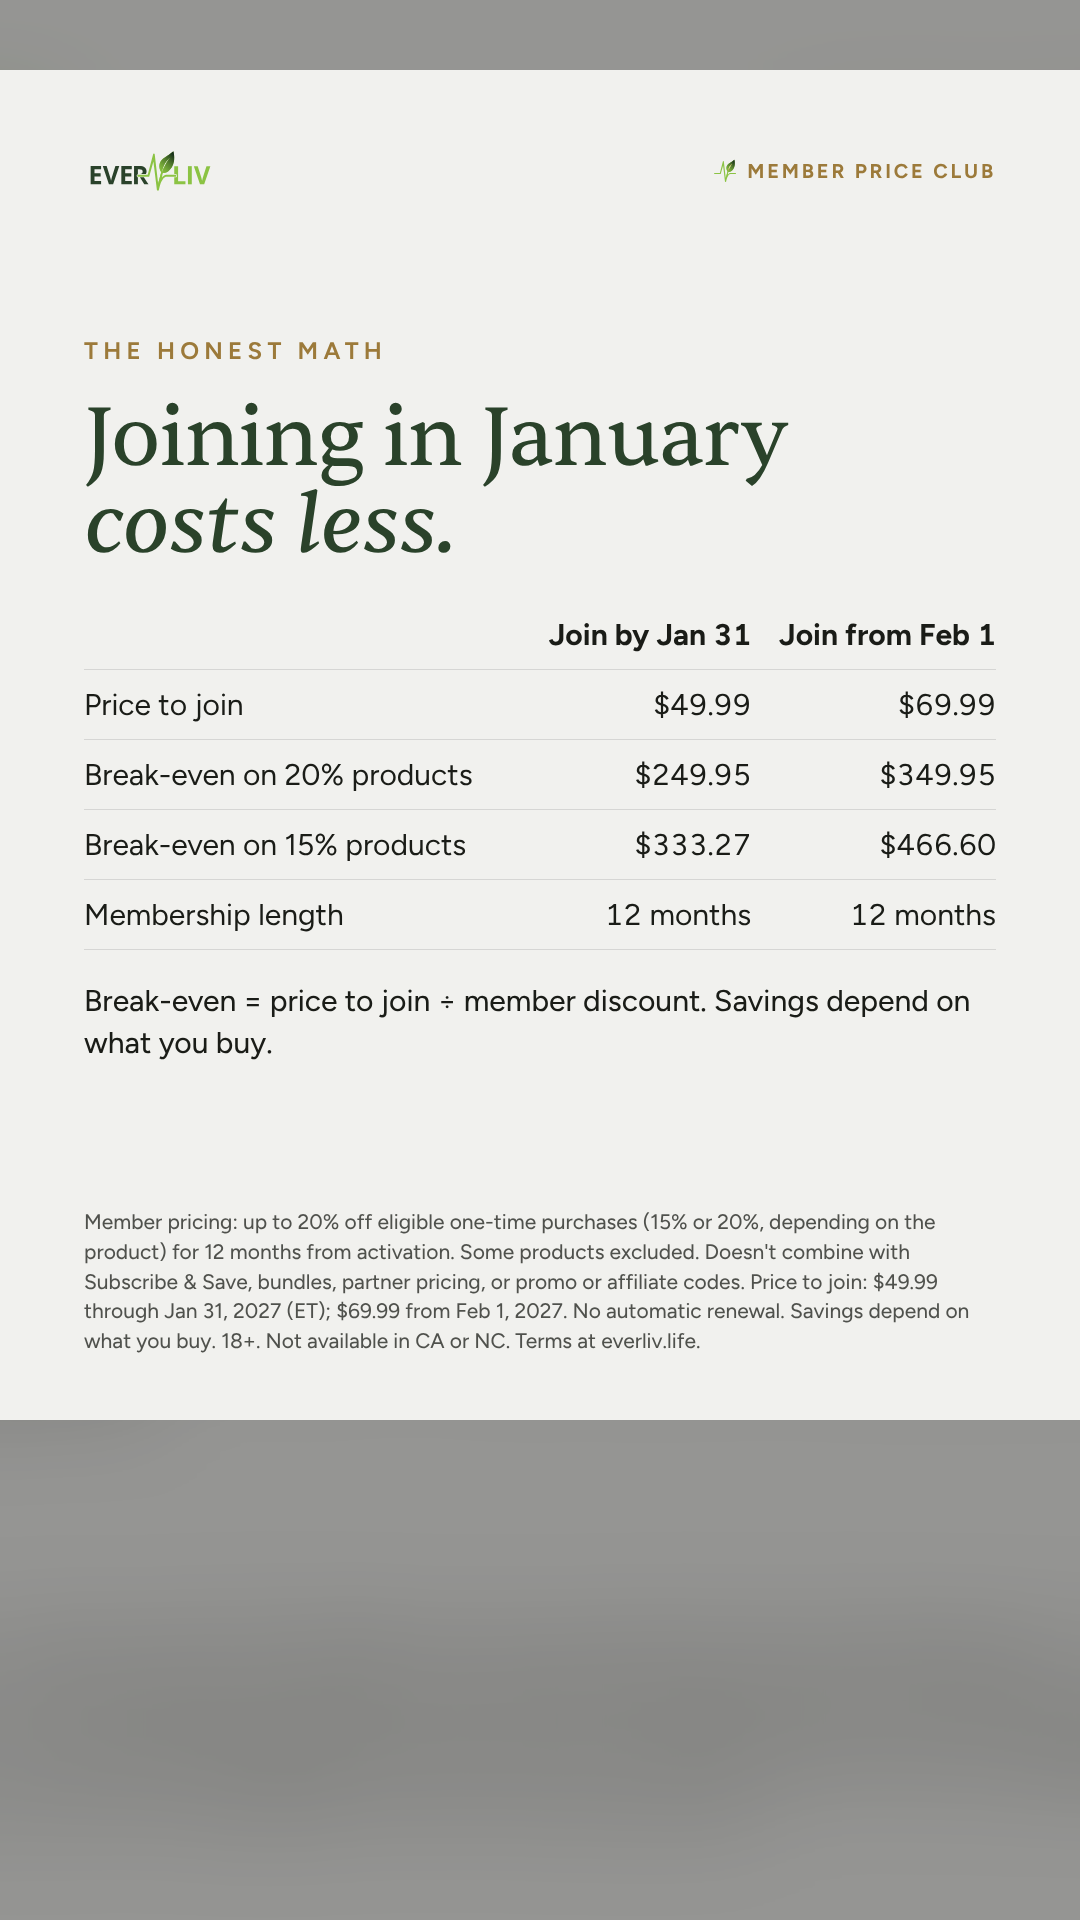 EVERLIV
MEMBER PRICE CLUB
THE HONEST MATH
Joining in January
costs less.
Join by Jan 31 Join from Feb 1
Price to join $49.99 $69.99
Break-even on 20% products $249.95 $349.95
Break-even on 15% products $333.27 $466.60
Membership length 12 months 12 months
Break-even = price to join ÷ member discount. Savings depend on
what you buy.
Member pricing: up to 20% off eligible one-time purchases (15% or 20%, depending on the
product) for 12 months from activation. Some products excluded. Doesn't combine with
Subscribe & Save, bundles, partner pricing, or promo or affiliate codes. Price to join: $49.99
through Jan 31, 2027 (ET); $69.99 from Feb 1, 2027. No automatic renewal. Savings depend on
what you buy. 18+. Not available in CA or NC. Terms at everliv.life.